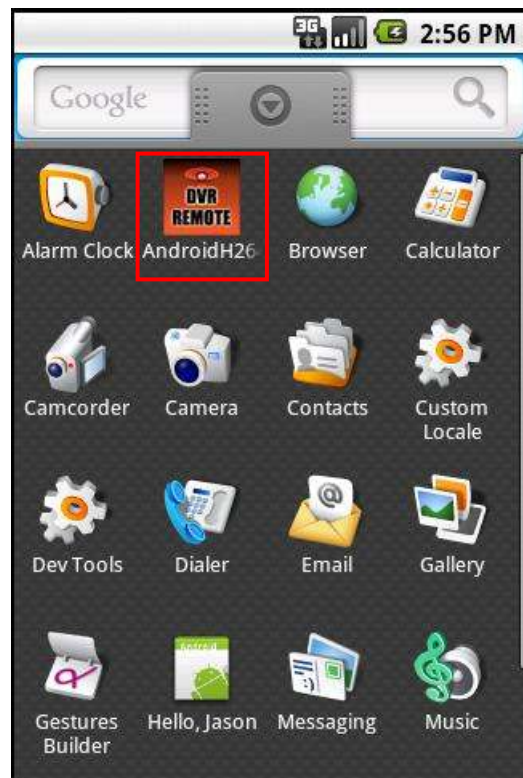 3G
2:56 PM
Google
DVR
REMOTE
Alarm Clock
AndroidH26
Browser
Calculator
Camcorder
Camera
Contacts
Custom
Locale
@
Dev Tools
Dialer
Email
Gallery
Android
Gestures
Builder
Hello, Jason
Messaging
Music